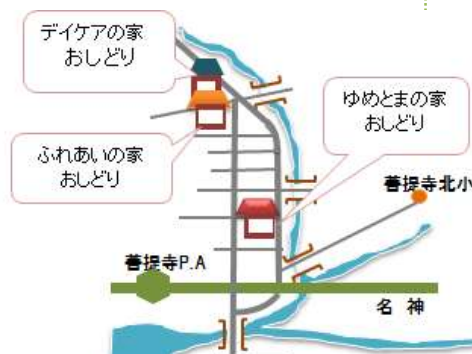 デイケアの家
おしどり
ゆめとまの家
おしどり
ふれあいの家
おしどり
菩提寺北小
菩提寺P.A
名 神